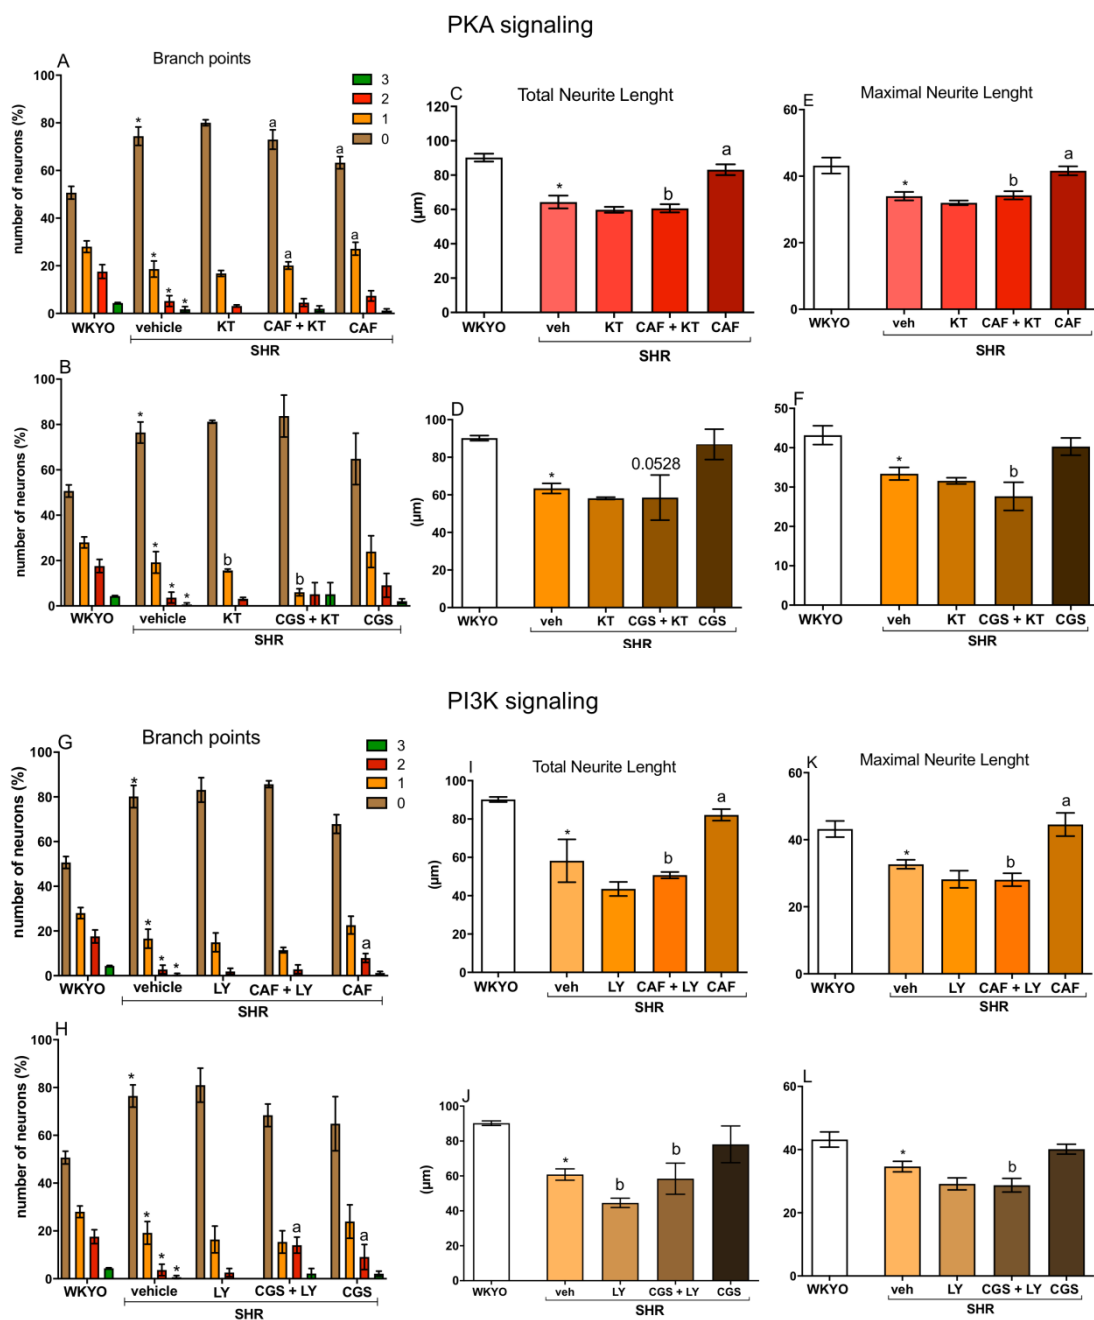 PKA signaling
A
Branch points
3
2
1
0
number of neurons (%)
100
80
60
40
20
0
* * * * a a a a
WKYO vehicle KT CAF + KT CAF
SHR
C
Total Neurite Lenght
(µm)
120
100
80
60
40
20
0
* b a
WKYO veh KT CAF + KT CAF
SHR
E
Maximal Neurite Lenght
60
40
20
0
* b a
WKYO veh KT CAF + KT CAF
SHR
B
number of neurons (%)
100
80
60
40
20
0
* * * * b b
WKYO vehicle KT CGS + KT CGS
SHR
D
(µm)
100
80
60
40
20
0
* 0.0528
WKYO veh KT CGS + KT CGS
SHR
F
50
40
30
20
10
0
* b
WKYO veh KT CGS + KT CGS
SHR
PI3K signaling
G
Branch points
3
2
1
0
number of neurons (%)
100
80
60
40
20
0
* * * * a
WKYO vehicle LY CAF + LY CAF
SHR
I
Total Neurite Lenght
(µm)
100
80
60
40
20
0
* b a
WKYO veh LY CAF + LY CAF
SHR
K
Maximal Neurite Lenght
60
40
20
0
* b a
WKYO veh LY CAF + LY CAF
SHR
H
number of neurons (%)
100
80
60
40
20
0
* * * * a a
WKYO vehicle LY CGS + LY CGS
SHR
J
(µm)
100
80
60
40
20
0
* b b
WKYO veh LY CGS + LY CGS
SHR
L
60
40
20
0
* b
WKYO veh LY CGS + LY CGS
SHR